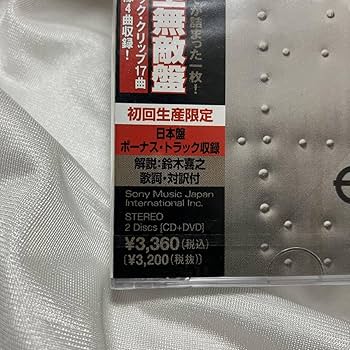 が詰まった一枚!
無敵盤
ク・クリップ17曲
4曲収録!
初回生産限定
日本盤
ボーナス・トラック収録
解説:鈴木喜之
歌詞・対訳付
Sony Music Japan
International Inc.
STEREO
2 Discs [CD+DVD]
¥3,360(税込)
(¥3,200(税抜))